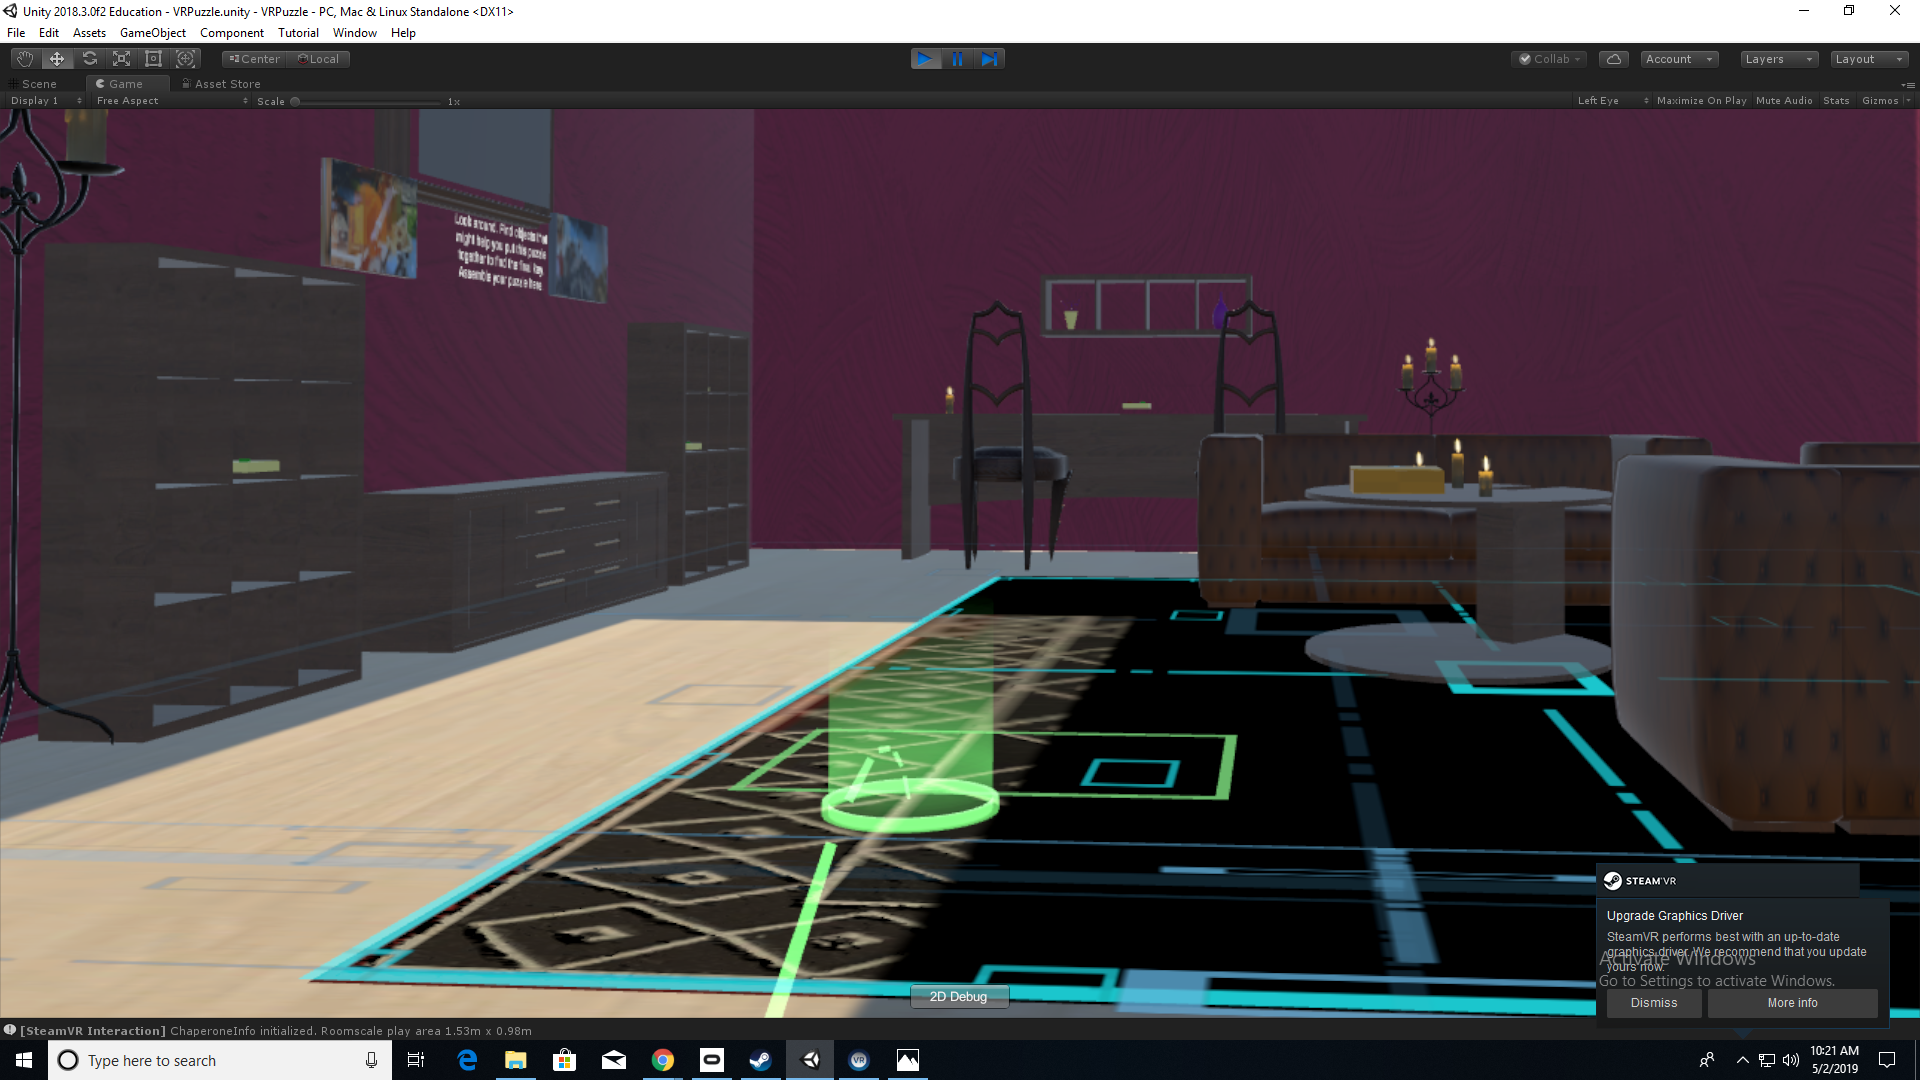 Unity 2018.3.0f2 Education - VRPuzzle.unity - VRPuzzle - PC, Mac & Linux Standalone <DX11>
File Edit Assets GameObject Component Tutorial Window Help
Center Local Collab Account Layers Layout
Scene Game Asset Store
Display 1 Free Aspect Scale 1x Left Eye Maximize On Play Mute Audio Stats Gizmos
Look around. Find objects that
might help you put this puzzle
together to find the final key.
Assemble your puzzle here.
STEAM VR
Upgrade Graphics Driver
SteamVR performs best with an up-to-date
graphics driver. We recommend that you update
yours now.
Activate Windows
Go to Settings to activate Windows.
Dismiss More info
2D Debug
[SteamVR Interaction] ChaperoneInfo initialized. Roomscale play area 1.53m x 0.98m
Type here to search
VR
10:21 AM
5/2/2019